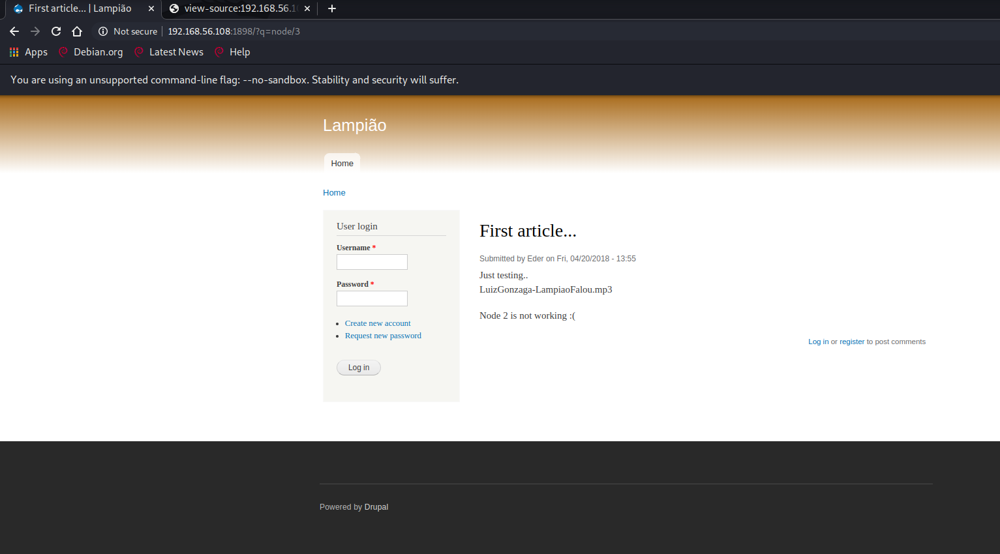 First article... | Lampião
view-source:192.168.56.10
Not secure
192.168.56.108:1898/?q=node/3
Apps
Debian.org
Latest News
Help
You are using an unsupported command-line flag: --no-sandbox. Stability and security will suffer.
Lampião
Home
Home
User login
Username *
Password *
Create new account
Request new password
Log in
First article...
Submitted by Eder on Fri, 04/20/2018 - 13:55
Just testing..
LuizGonzaga-LampiaoFalou.mp3
Node 2 is not working :(
Log in or register to post comments
Powered by Drupal